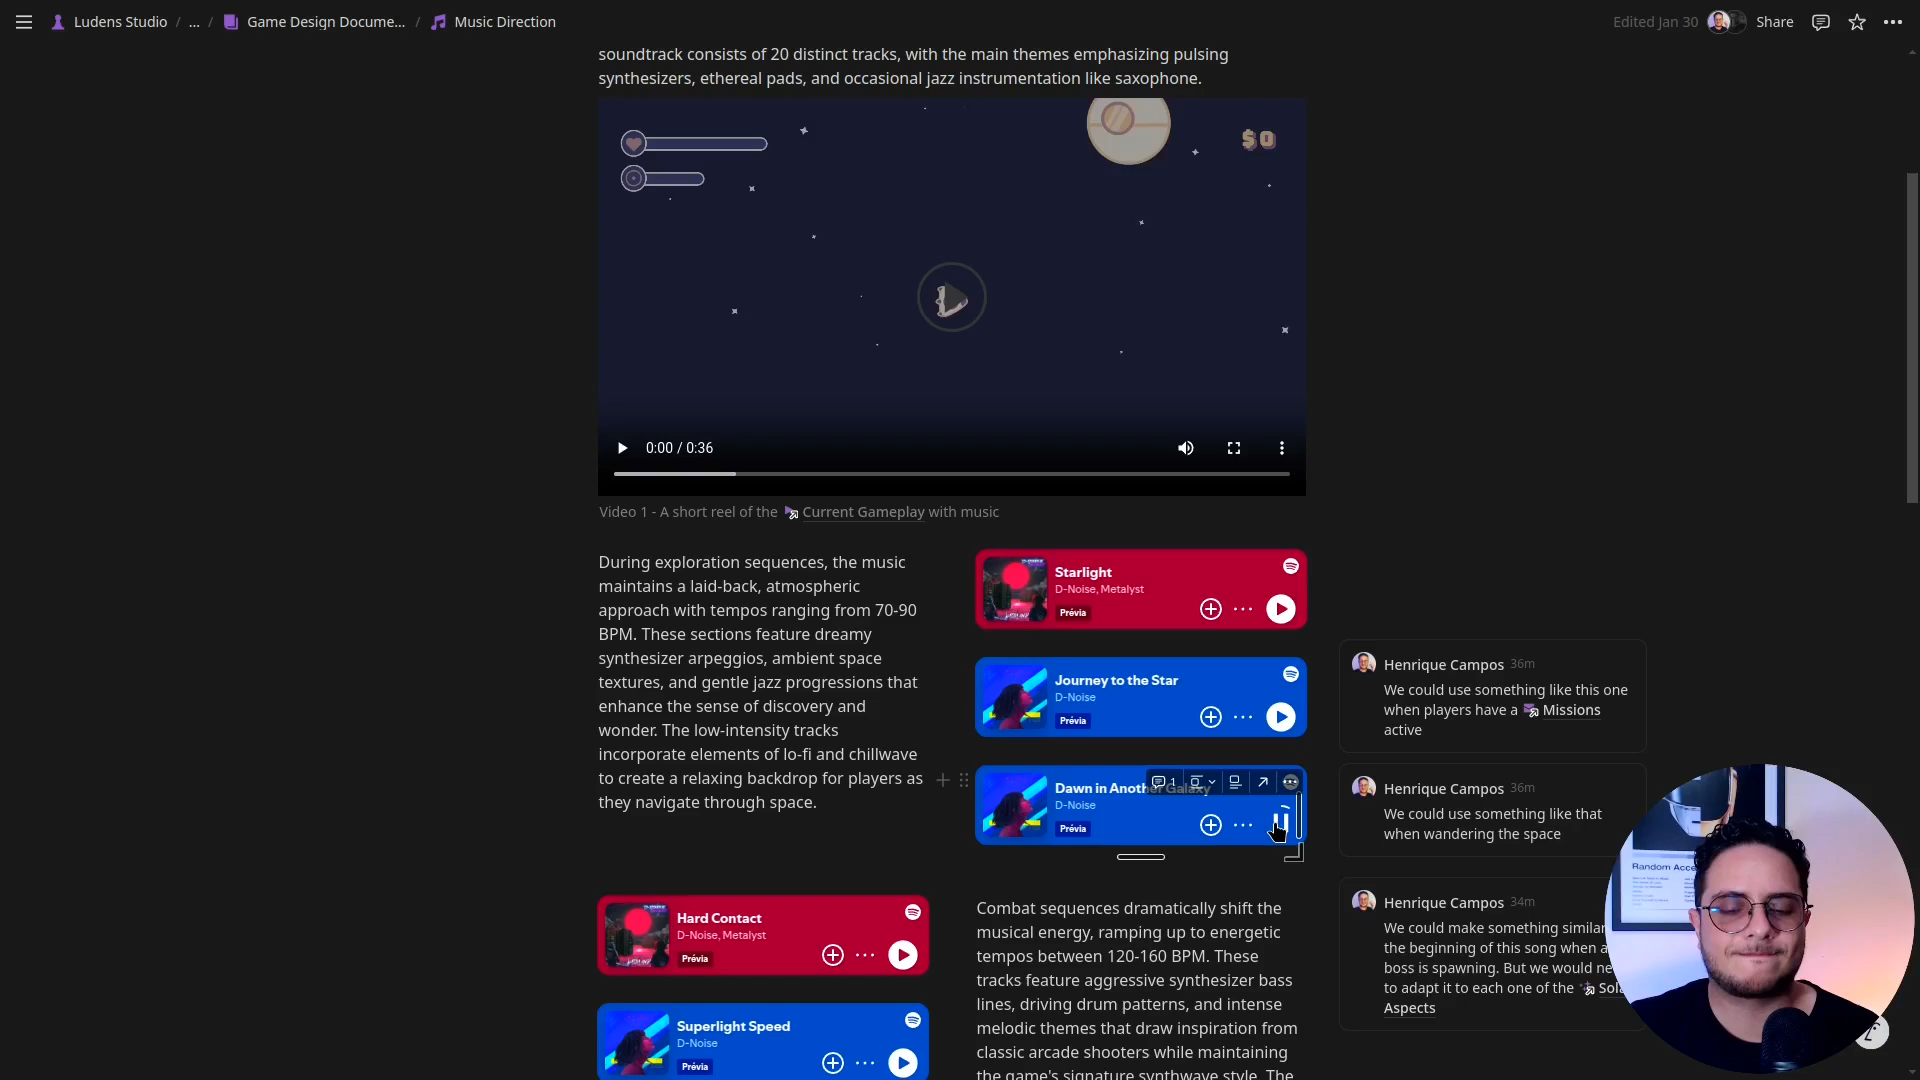 Ludens Studio / ... / Game Design Docume... / Music Direction
Edited Jan 30 Share
soundtrack consists of 20 distinct tracks, with the main themes emphasizing pulsing
synthesizers, ethereal pads, and occasional jazz instrumentation like saxophone.
$0
0:00 / 0:36
Video 1 - A short reel of the Current Gameplay with music
During exploration sequences, the music
maintains a laid-back, atmospheric
approach with tempos ranging from 70-90
BPM. These sections feature dreamy
synthesizer arpeggios, ambient space
textures, and gentle jazz progressions that
enhance the sense of discovery and
wonder. The low-intensity tracks
incorporate elements of lo-fi and chillwave
to create a relaxing backdrop for players as
they navigate through space.
Starlight
D-Noise, Metalyst
Prévia
Journey to the Star
D-Noise
Prévia
1
Dawn in Another Galaxy
D-Noise
Prévia
Henrique Campos 36m
We could use something like this one
when players have a Missions
active
Henrique Campos 36m
We could use something like that
when wandering the space
Henrique Campos 34m
We could make something similar
the beginning of this song when a
boss is spawning. But we would
to adapt it to each one of the
Aspects
Hard Contact
D-Noise, Metalyst
Prévia
Superlight Speed
D-Noise
Prévia
Combat sequences dramatically shift the
musical energy, ramping up to energetic
tempos between 120-160 BPM. These
tracks feature aggressive synthesizer bass
lines, driving drum patterns, and intense
melodic themes that draw inspiration from
classic arcade shooters while maintaining
the game's signature synthwave style. The